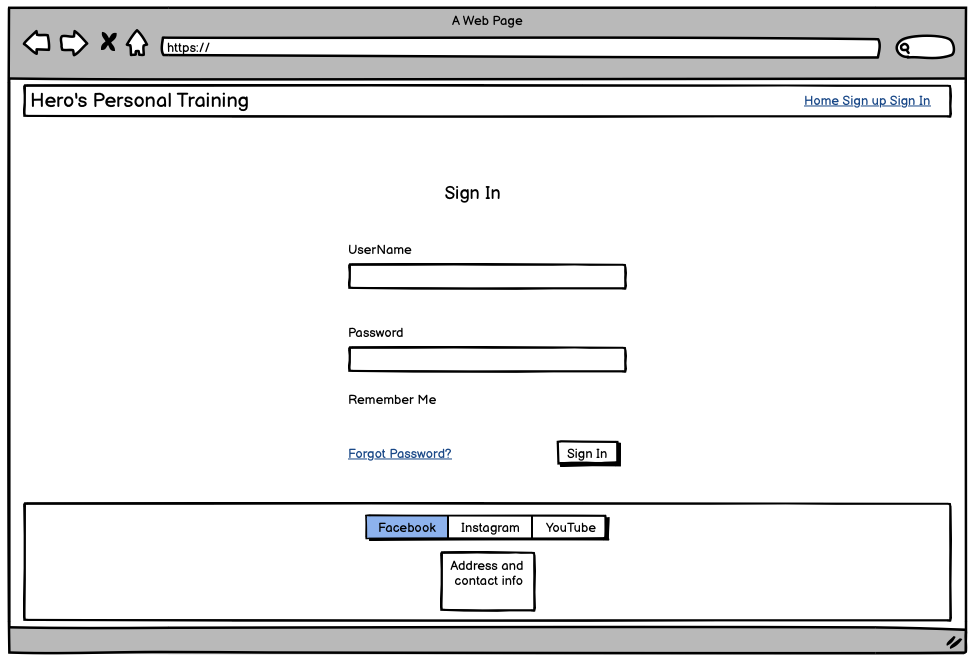 A Web Page
https://
Hero's Personal Training
Home Sign up Sign In
Sign In
UserName
Password
Remember Me
Forgot Password?
Sign In
Facebook Instagram YouTube
Address and
contact info